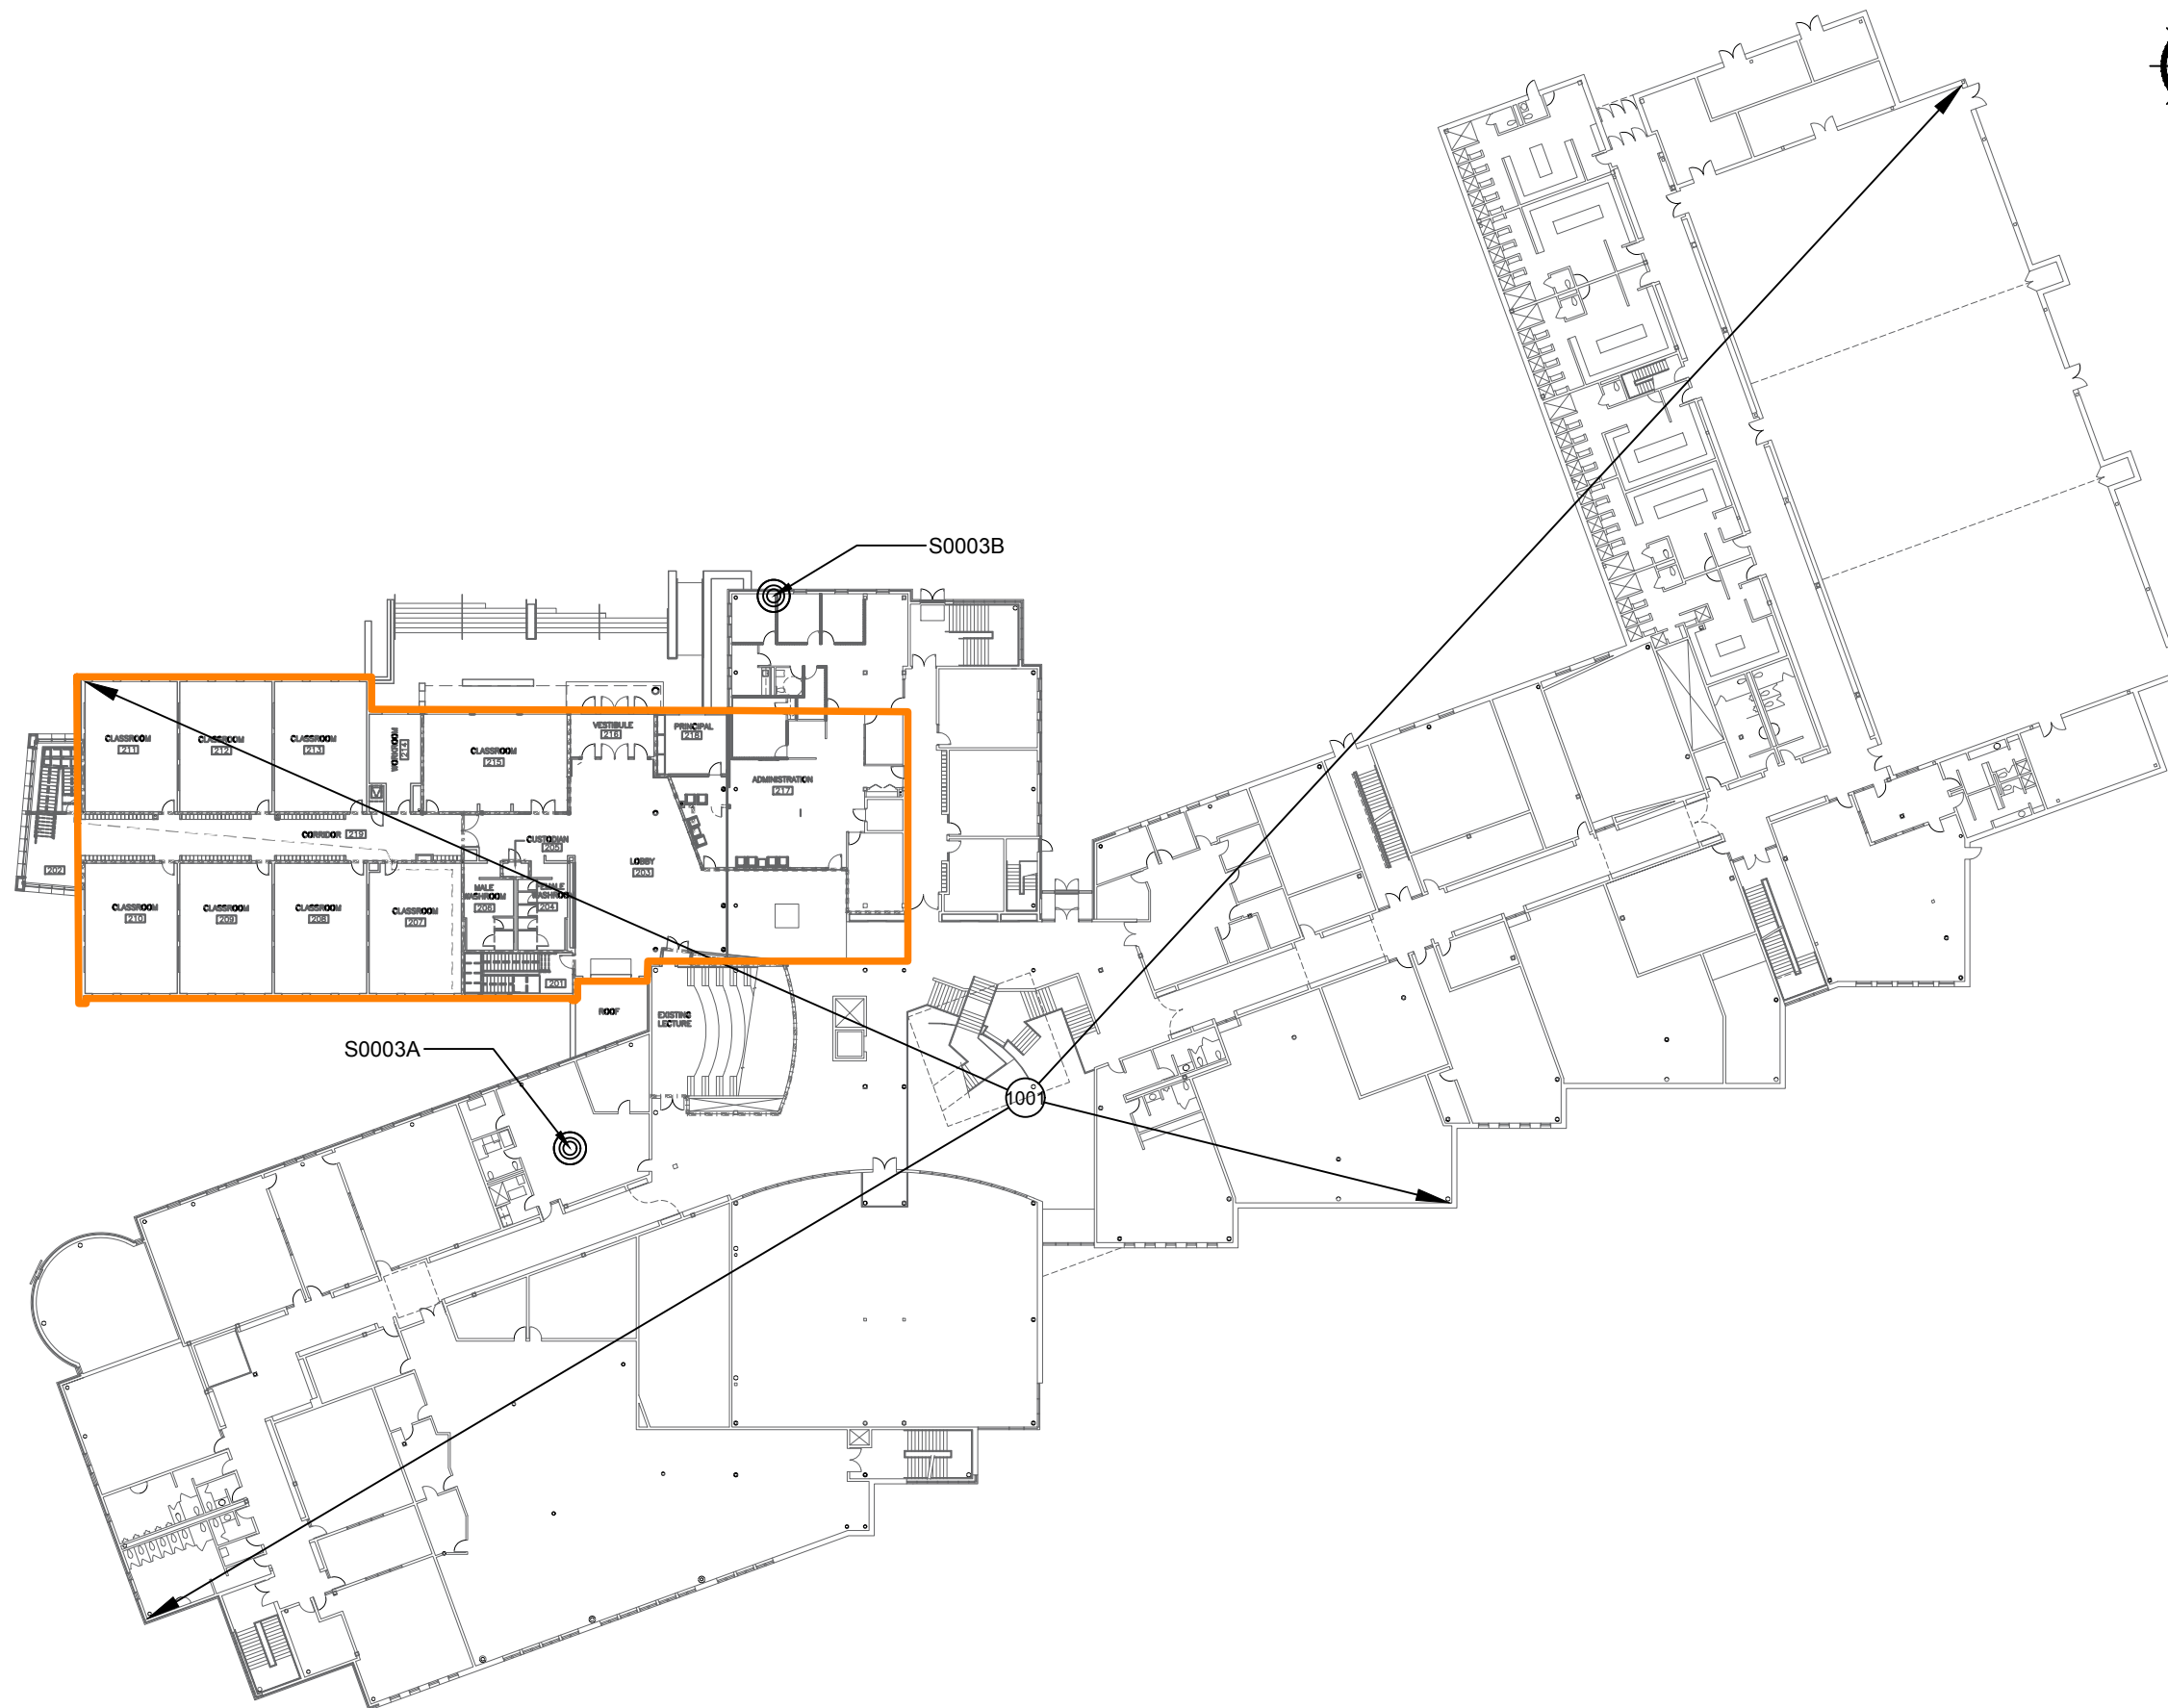 S0003B
CLASSROOM
211
CLASSROOM
212
CLASSROOM
213
WORKROOM
214
CLASSROOM
215
VESTIBULE
218
PRINCIPAL
216
ADMINISTRATION
217
CORRIDOR 219
CUSTODIAN
205
LOBBY
203
202
CLASSROOM
210
CLASSROOM
209
CLASSROOM
208
CLASSROOM
207
MALE
WASHROOM
206
FEMALE
WASHROOM
204
201
ROOF
EXISTING
LECTURE
S0003A
1001